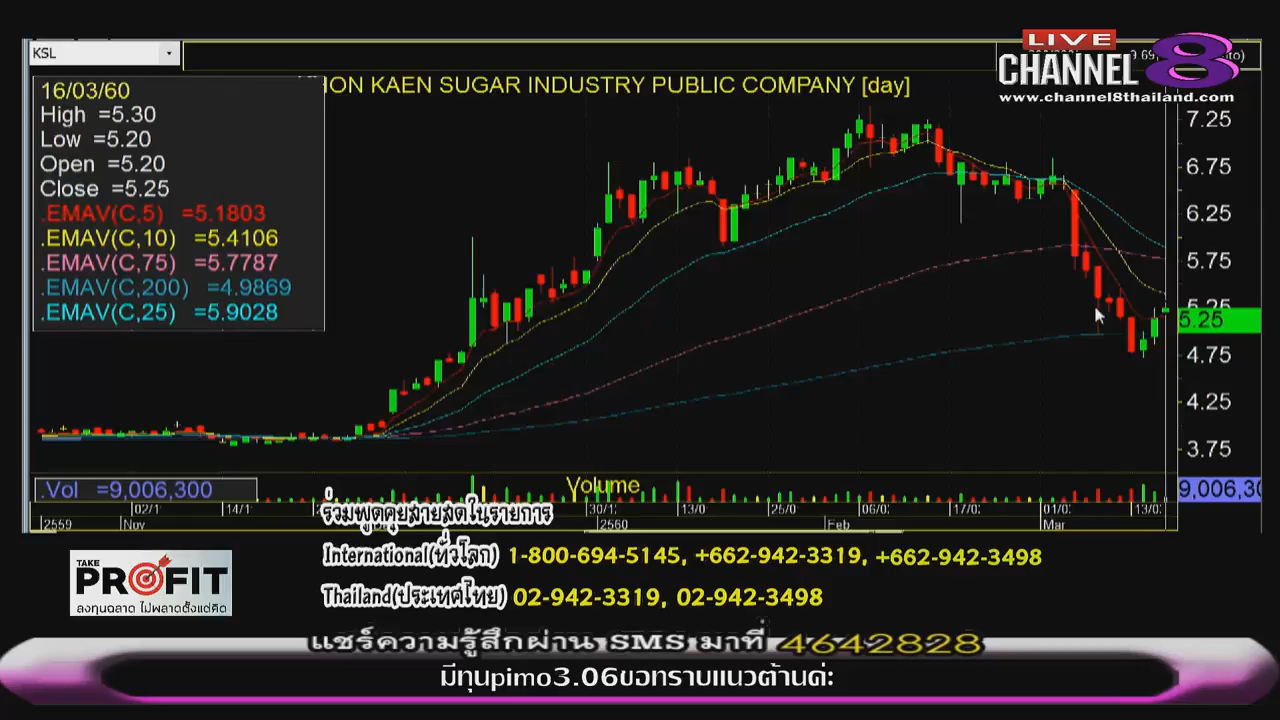 KSL
LIVE
CHANNEL 8
www.channel8thailand.com
HON KAEN SUGAR INDUSTRY PUBLIC COMPANY [day]
16/03/60
High =5.30
Low =5.20
Open =5.20
Close =5.25
.EMAV(C,5) =5.1803
.EMAV(C,10) =5.4106
.EMAV(C,75) =5.7787
.EMAV(C,200) =4.9869
.EMAV(C,25) =5.9028
7.25
6.75
6.25
5.75
5.25
5.25
4.75
4.25
3.75
.Vol =9,006,300
Volume
9,006,30
02/1 14/1 30/1 13/0 25/0 06/0 17/0 01/0 13/0
2559 Nov 2560 Feb Mar
ร่วมพูดคุยสายสดในรายการ
International(ทั่วโลก) 1-800-694-5145, +662-942-3319, +662-942-3498
Thailand(ประเทศไทย) 02-942-3319, 02-942-3498
TAKE
PROFIT
ลงทุนฉลาด ไม่พลาดตั้งแต่คิด
แชร์ความรู้สึกผ่าน SMS มาที่ 4642828
มีทุนpimo3.06ขอทราบแนวต้านค่ะ